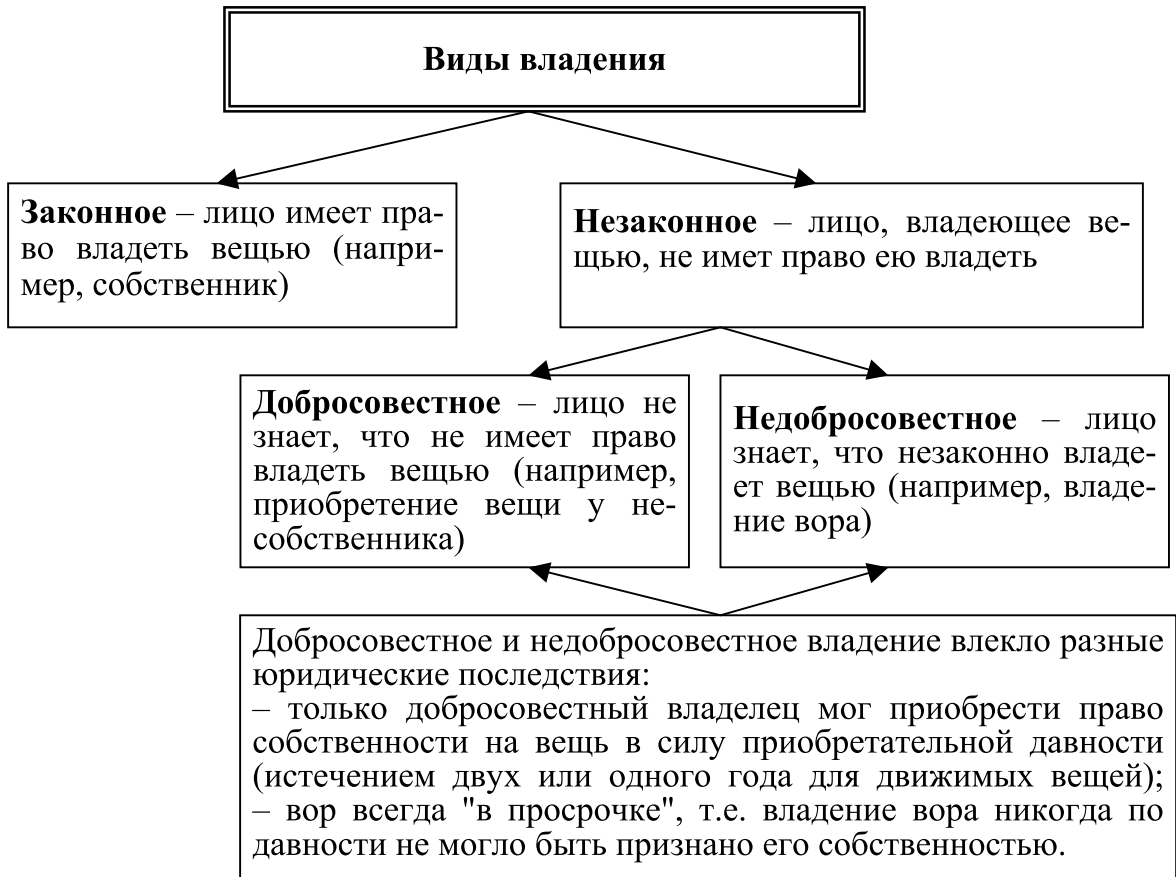 Виды владения
Законное – лицо имеет пра-
во владеть вещью (напри-
мер, собственник)
Незаконное – лицо, владеющее ве-
щью, не имет право ею владеть
Добросовестное – лицо не
знает, что не имеет право
владеть вещью (например,
приобретение вещи у не-
собственника)
Недобросовестное – лицо
знает, что незаконно владе-
ет вещью (например, владе-
ние вора)
Добросовестное и недобросовестное владение влекло разные
юридические последствия:
– только добросовестный владелец мог приобрести право
собственности на вещь в силу приобретательной давности
(истечением двух или одного года для движимых вещей);
– вор всегда "в просрочке", т.е. владение вора никогда по
давности не могло быть признано его собственностью.